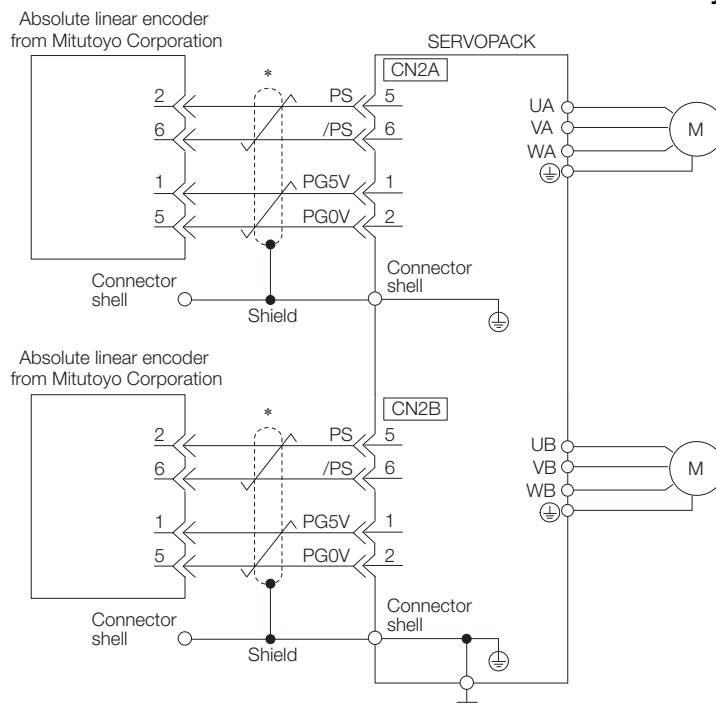 Absolute linear encoder
from Mitutoyo Corporation
SERVOPACK
CN2A
*
2 PS 5
6 /PS 6
1 PG5V 1
5 PG0V 2
UA
VA
WA
M
Connector
shell
Shield
Connector
shell
Absolute linear encoder
from Mitutoyo Corporation
CN2B
*
2 PS 5
6 /PS 6
1 PG5V 1
5 PG0V 2
UB
VB
WB
M
Connector
shell
Shield
Connector
shell